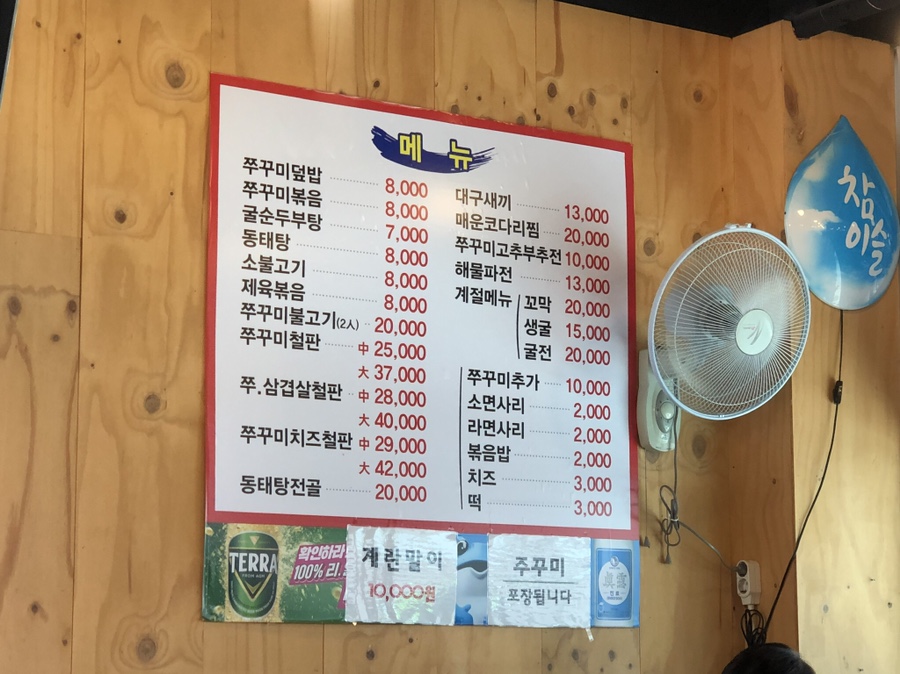 메뉴
쭈꾸미덮밥 8,000
쭈꾸미볶음 8,000
굴순두부탕 7,000
동태탕 8,000
소불고기 8,000
제육볶음 8,000
쭈꾸미불고기(2人) 20,000
쭈꾸미철판 中 25,000
大 37,000
쭈.삼겹살철판 中 28,000
大 40,000
쭈꾸미치즈철판 中 29,000
大 42,000
동태탕전골 20,000
대구새끼 13,000
매운코다리찜 20,000
쭈꾸미고추부추전 10,000
해물파전 13,000
계절메뉴 꼬막 20,000
생굴 15,000
굴전 20,000
쭈꾸미추가 10,000
소면사리 2,000
라면사리 2,000
볶음밥 2,000
치즈 3,000
떡 3,000
참
이슬
TERRA
확인하라
100% 리
계란말이
10,000원
주꾸미
포장됩니다